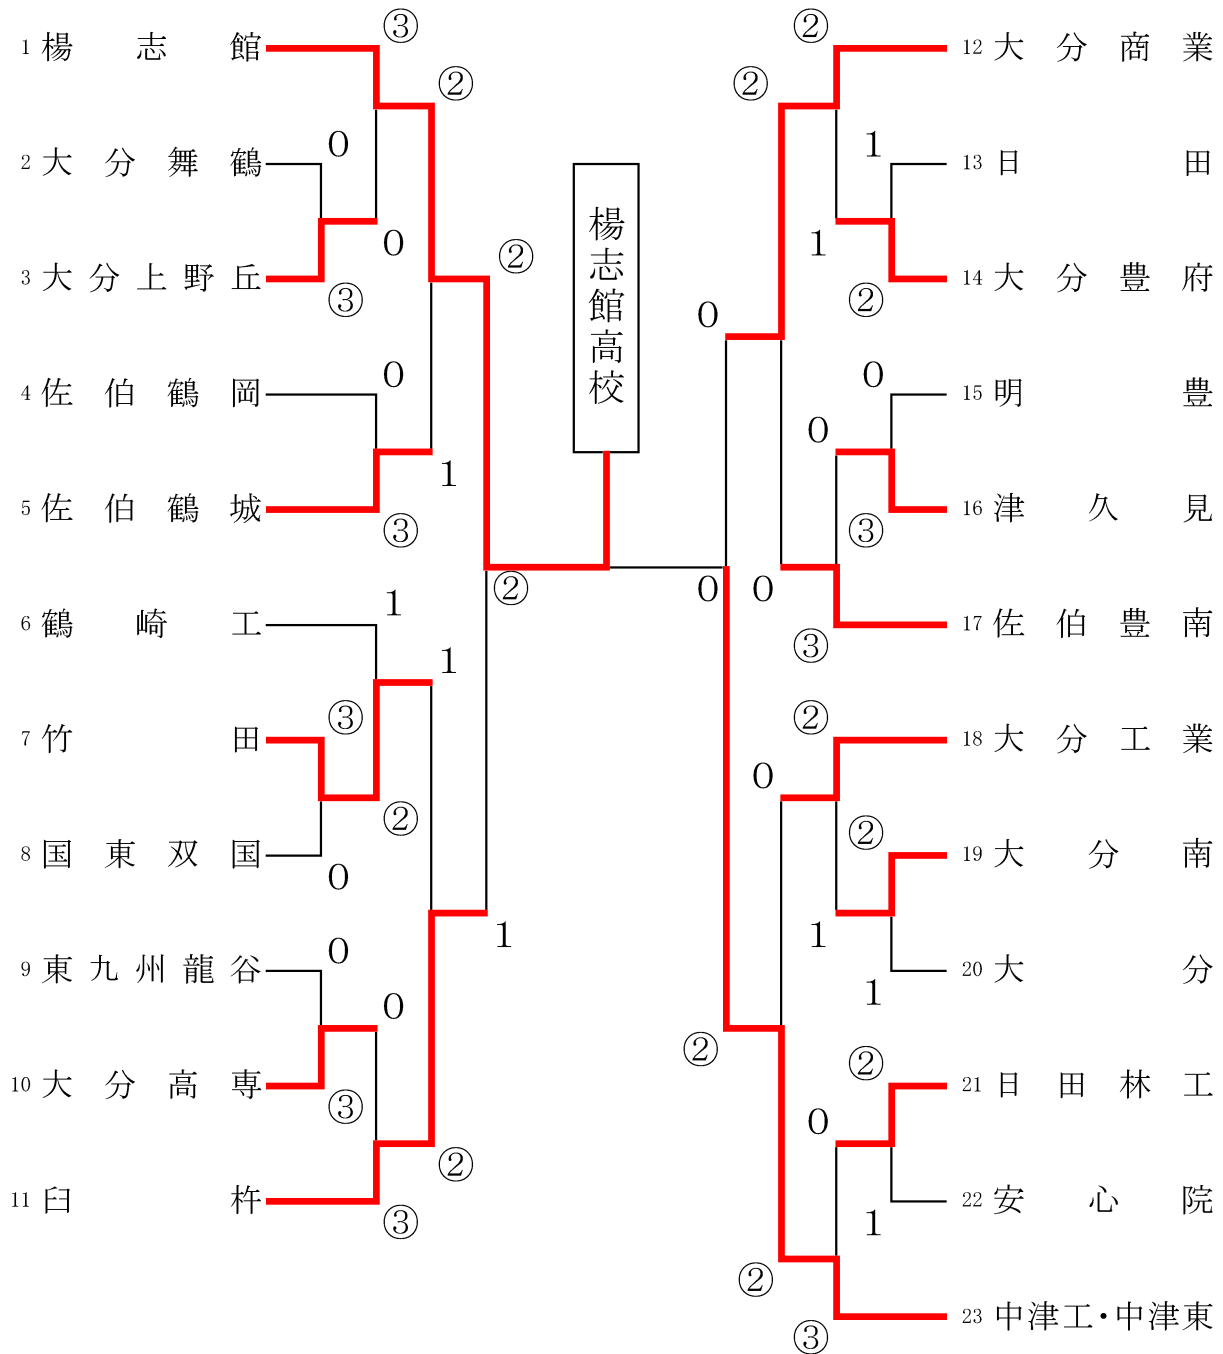 1 楊志館
2 大分舞鶴
3 大分上野丘
4 佐伯鶴岡
5 佐伯鶴城
6 鶴崎工
7 竹田
8 国東双国
9 東九州龍谷
10 大分高専
11 臼杵
③
②
0
0
③
②
0
1
③
1
1
③
②
0
0
0
③
②
③
1
②
楊志館高校
0
0
②
②
②
1
1
②
0
0
③
0
③
②
0
②
1
1
②
0
1
②
③
12 大分商業
13 日田
14 大分豊府
15 明豊
16 津久見
17 佐伯豊南
18 大分工業
19 大分南
20 大分
21 日田林工
22 安心院
23 中津工・中津東